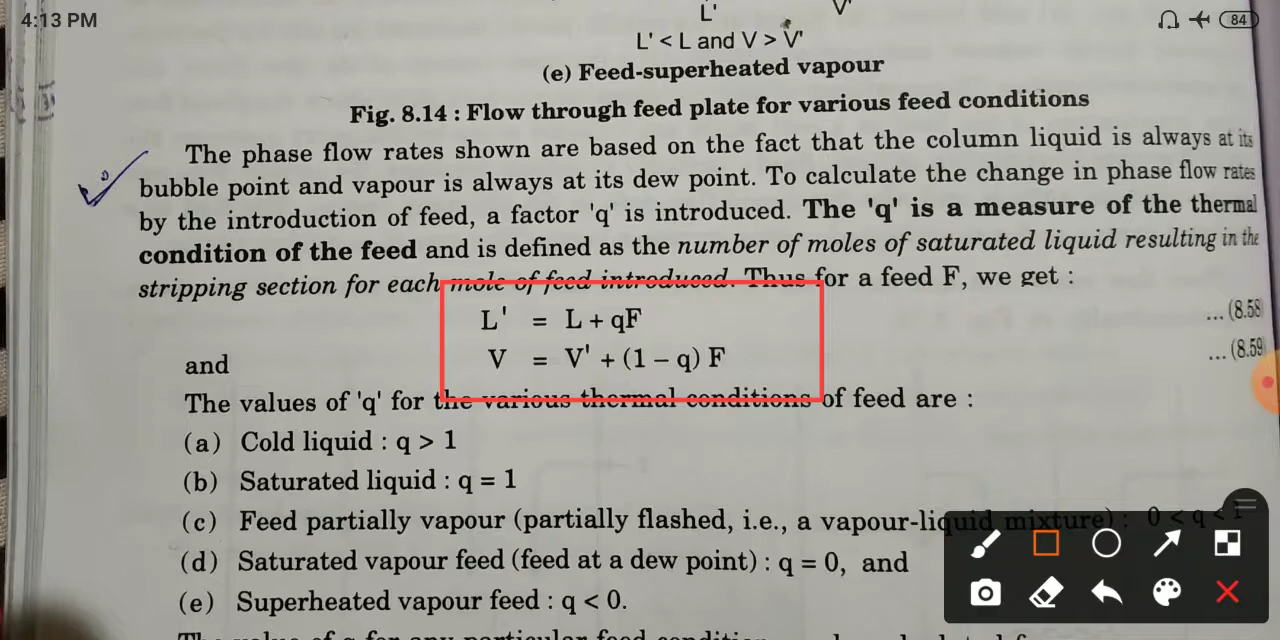 4:13 PM
84
L' V'
L' < L and V > V'
(e) Feed-superheated vapour
Fig. 8.14 : Flow through feed plate for various feed conditions
The phase flow rates shown are based on the fact that the column liquid is always at its
bubble point and vapour is always at its dew point. To calculate the change in phase flow rates
by the introduction of feed, a factor 'q' is introduced. The 'q' is a measure of the thermal
condition of the feed and is defined as the number of moles of saturated liquid resulting in the
stripping section for each mole of feed introduced. Thus for a feed F, we get :
L' = L + qF ... (8.58
and V = V' + (1 – q) F ... (8.59
The values of 'q' for the various thermal conditions of feed are :
(a) Cold liquid : q > 1
(b) Saturated liquid : q = 1
(c) Feed partially vapour (partially flashed, i.e., a vapour-liquid mixture) : 0 < q < 1
(d) Saturated vapour feed (feed at a dew point) : q = 0, and
(e) Superheated vapour feed : q < 0.